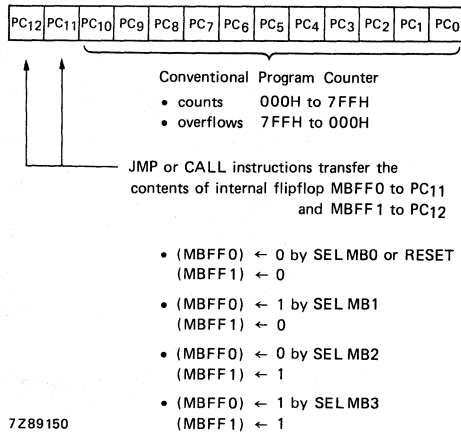 PC12 PC11 PC10 PC9 PC8 PC7 PC6 PC5 PC4 PC3 PC2 PC1 PC0
Conventional Program Counter
• counts 000H to 7FFH
• overflows 7FFH to 000H
JMP or CALL instructions transfer the
contents of internal flipflop MBFF0 to PC11
and MBFF1 to PC12
• (MBFF0) ← 0 by SEL MB0 or RESET
(MBFF1) ← 0
• (MBFF0) ← 1 by SEL MB1
(MBFF1) ← 0
• (MBFF0) ← 0 by SEL MB2
(MBFF1) ← 1
• (MBFF0) ← 1 by SEL MB3
(MBFF1) ← 1
7Z89150